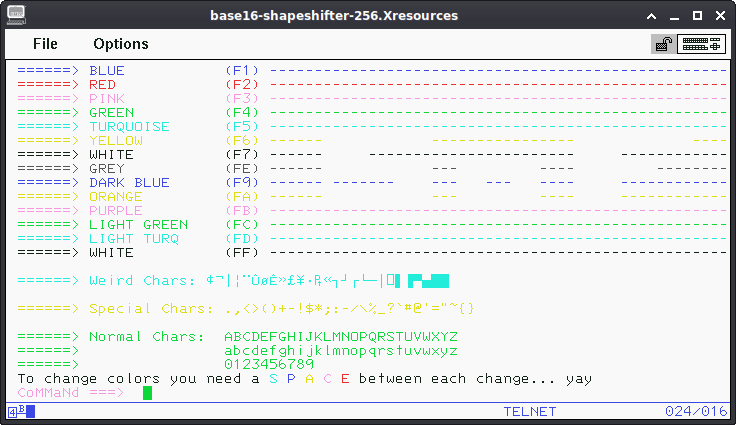 base16-shapeshifter-256.Xresources
File Options
======> BLUE (F1) ------------------------------------------------------
======> RED (F2) ------------------------------------------------------
======> PINK (F3) ------------------------------------------------------
======> GREEN (F4) ------------------------------------------------------
======> TURQUOISE (F5) ------------------------------------------------------
======> YELLOW (F6) ------ ----------------- ----
======> WHITE (F7) ------ ------------------------ -------------
======> GREY (F8) ------ --- --- --------
======> DARK BLUE (F9) ------ ------- --- --- --- -------------
======> ORANGE (FA) ------ --- --- -------------
======> PURPLE (FB) ------------------------------------------------------
======> LIGHT GREEN (FC) ------------------------------------------------------
======> LIGHT TURQ (FD) ------------------------------------------------------
======> WHITE (FF) ------------------------------------------------------
======> Weird Chars: ¢¬|¦¨ÛøÊ»£¥·₧«┐┘┌└─│
======> Special Chars: .,<>()+-!$*;:-/\%_?`#@'="~{}
======> Normal Chars: ABCDEFGHIJKLMNOPQRSTUVWXYZ
======> abcdefghijklmnopqrstuvwxyz
======> 0123456789
To change colors you need a S P A C E between each change... yay
CoMMaNd ===>
4B TELNET 024/016